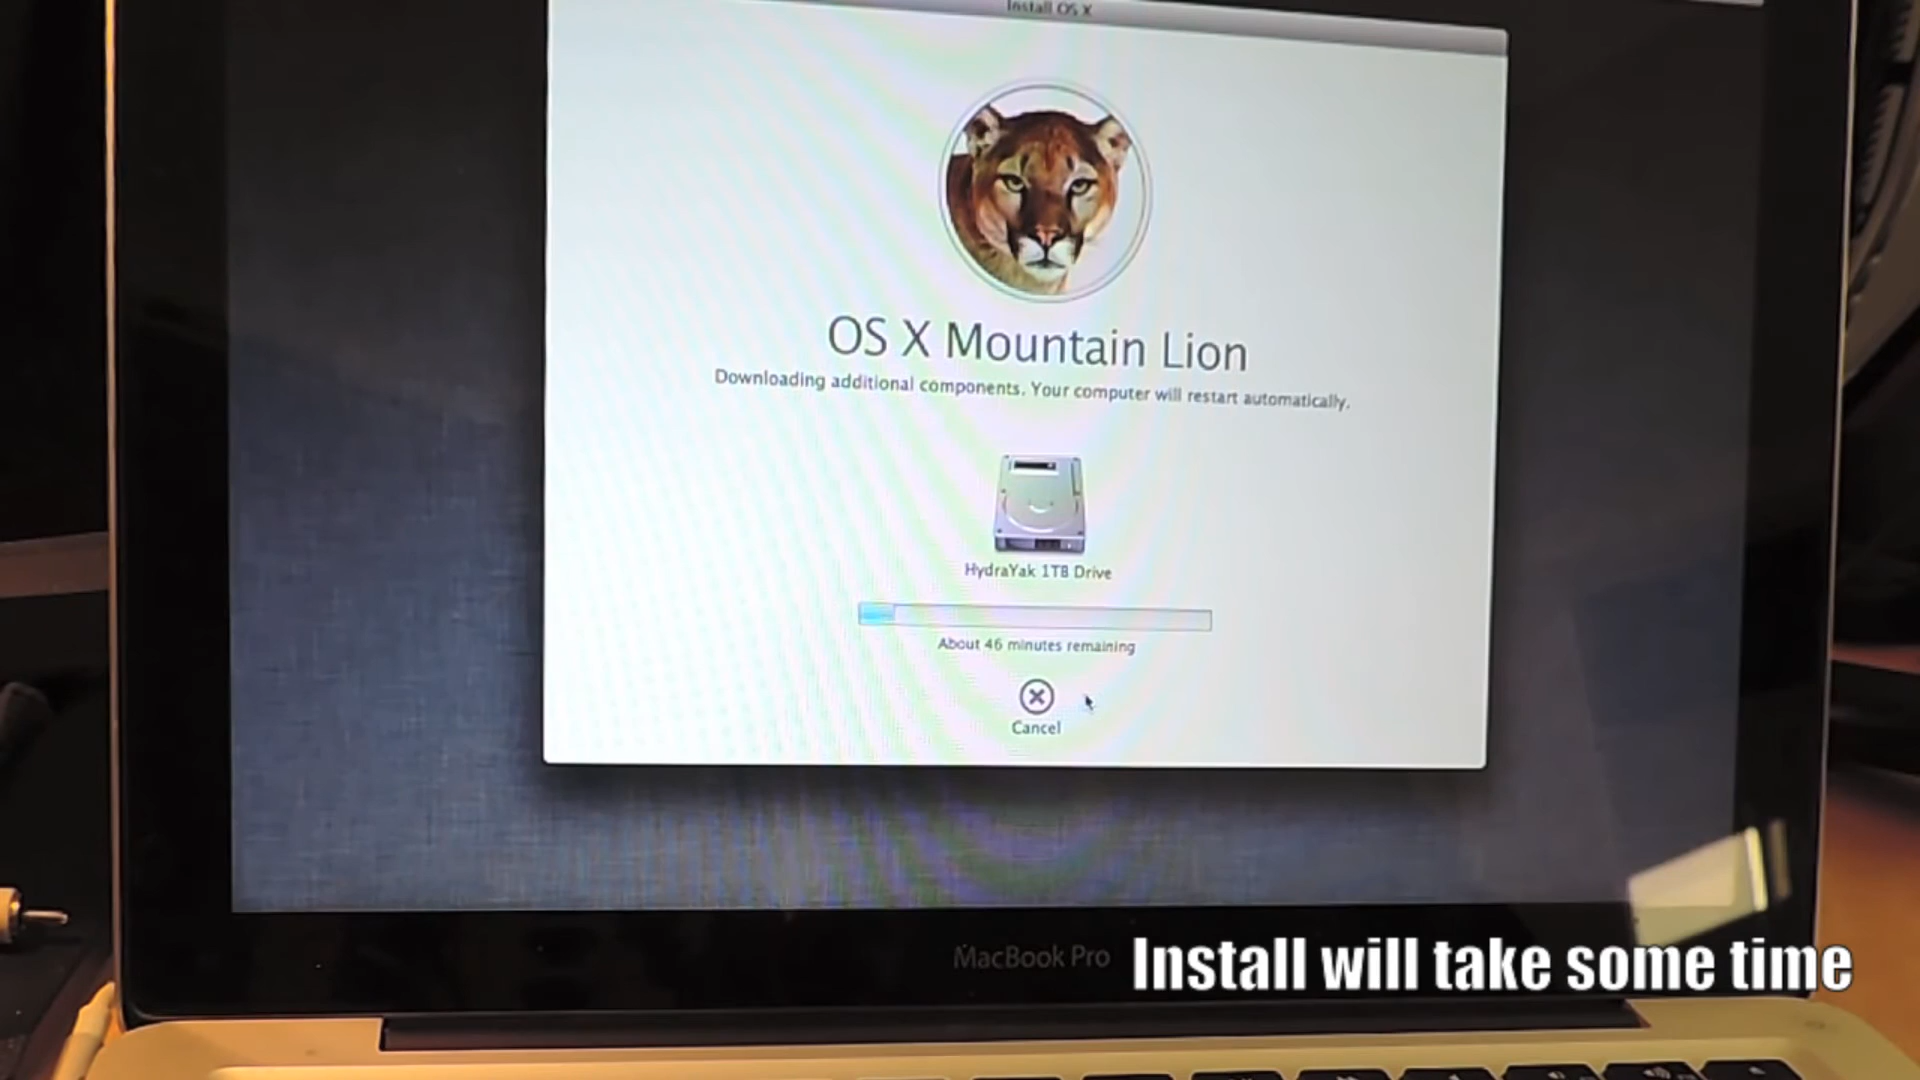 Install OS X
OS X Mountain Lion
Downloading additional components. Your computer will restart automatically.
HydraYak 1TB Drive
About 46 minutes remaining
Cancel
MacBook Pro
Install will take some time